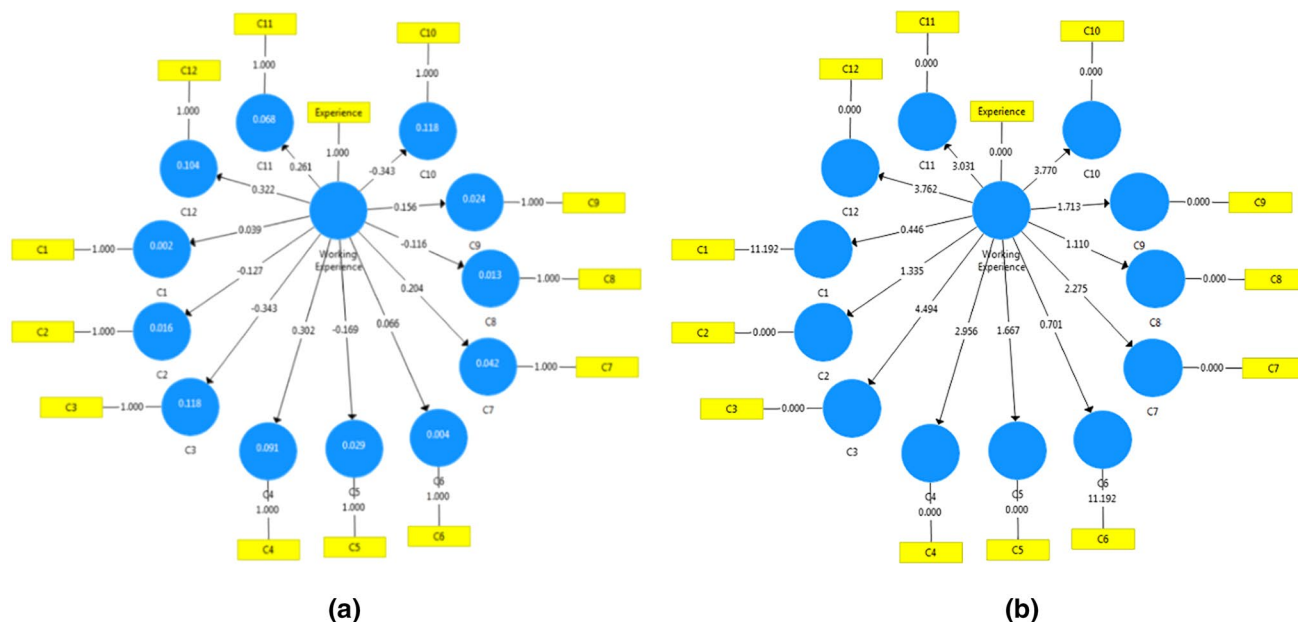 C11
C10
C12
1.000
1.000
Experience
1.000
0.068
0.118
1.000
0.104
C11
C10
0.261
-0.343
0.322
0.024
1.000
C9
C12
0.156
C9
0.039
C1
1.000
0.002
-0.116
Working
Experience
0.013
1.000
C8
C1
-0.127
0.204
C8
C2
1.000
0.016
-0.343
0.302
-0.169
0.066
C2
0.042
1.000
C7
C7
C3
1.000
0.118
C3
0.091
0.029
0.004
C4
C5
C6
1.000
1.000
1.000
C4
C5
C6
(a)
C11
C10
C12
0.000
0.000
Experience
0.000
0.000
C11
C10
3.031
3.770
3.762
C12
1.713
0.000
C9
C9
0.446
C1
11.192
1.110
Working
Experience
0.000
C8
C1
1.335
2.275
C8
C2
0.000
4.494
2.956
1.667
0.701
C2
0.000
C7
C7
C3
0.000
C3
C4
C5
C6
0.000
0.000
11.192
C4
C5
C6
(b)